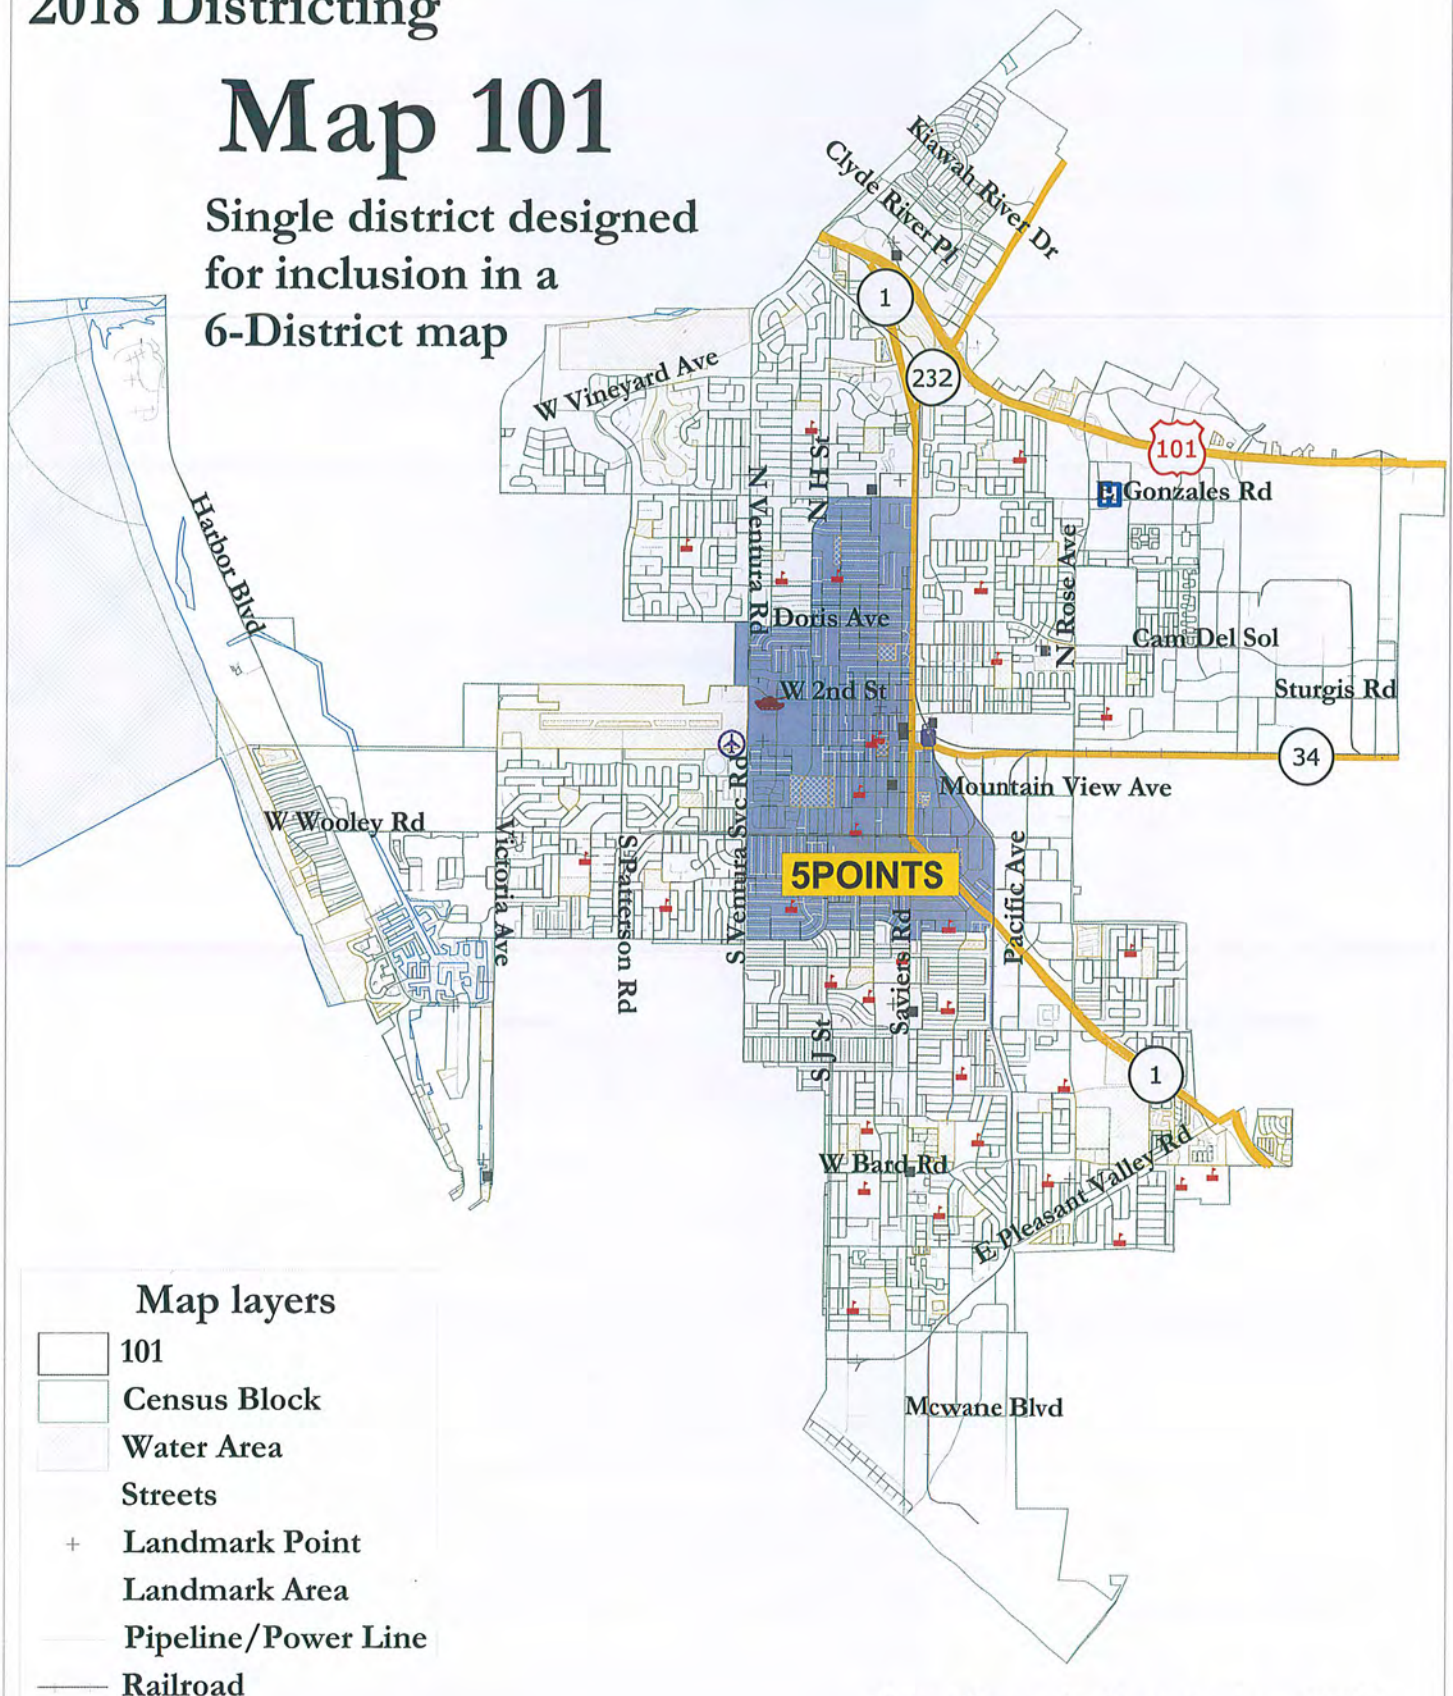 2018 Districting
Map 101
Single district designed
for inclusion in a
6-District map
Kiawah River Dr
Clyde River Pl
1
232
W Vineyard Ave
101
N H St
E Gonzales Rd
H
N Ventura Rd
Harbor Blvd
N Rose Ave
Doris Ave
Cam Del Sol
W 2nd St
Sturgis Rd
34
Mountain View Ave
W Wooley Rd
Victoria Ave
S Patterson Rd
S Ventura Svc Rd
5POINTS
Pacific Ave
Saviers Rd
S J St
1
W Bard Rd
E Pleasant Valley Rd
Mcwane Blvd
Map layers
101
Census Block
Water Area
Streets
Landmark Point
Landmark Area
Pipeline/Power Line
Railroad